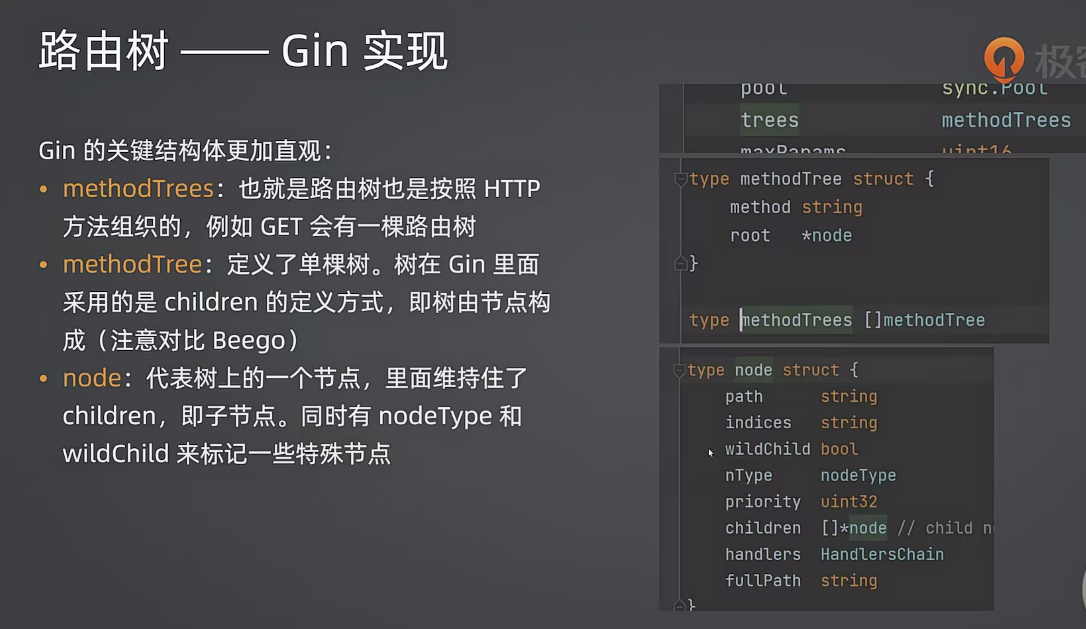 路由树 —— Gin 实现
极客
Gin 的关键结构体更加直观：
• methodTrees：也就是路由树也是按照 HTTP
方法组织的，例如 GET 会有一棵路由树
• methodTree：定义了单棵树。树在 Gin 里面
采用的是 children 的定义方式，即树由节点构
成（注意对比 Beego）
• node：代表树上的一个节点，里面维持住了
children，即子节点。同时有 nodeType 和
wildChild 来标记一些特殊节点
pool sync.Pool
trees methodTrees
maxParams uint16
type methodTree struct {
method string
root *node
}
type methodTrees []methodTree
type node struct {
path string
indices string
wildChild bool
nType nodeType
priority uint32
children []*node // child
handlers HandlersChain
fullPath string
}